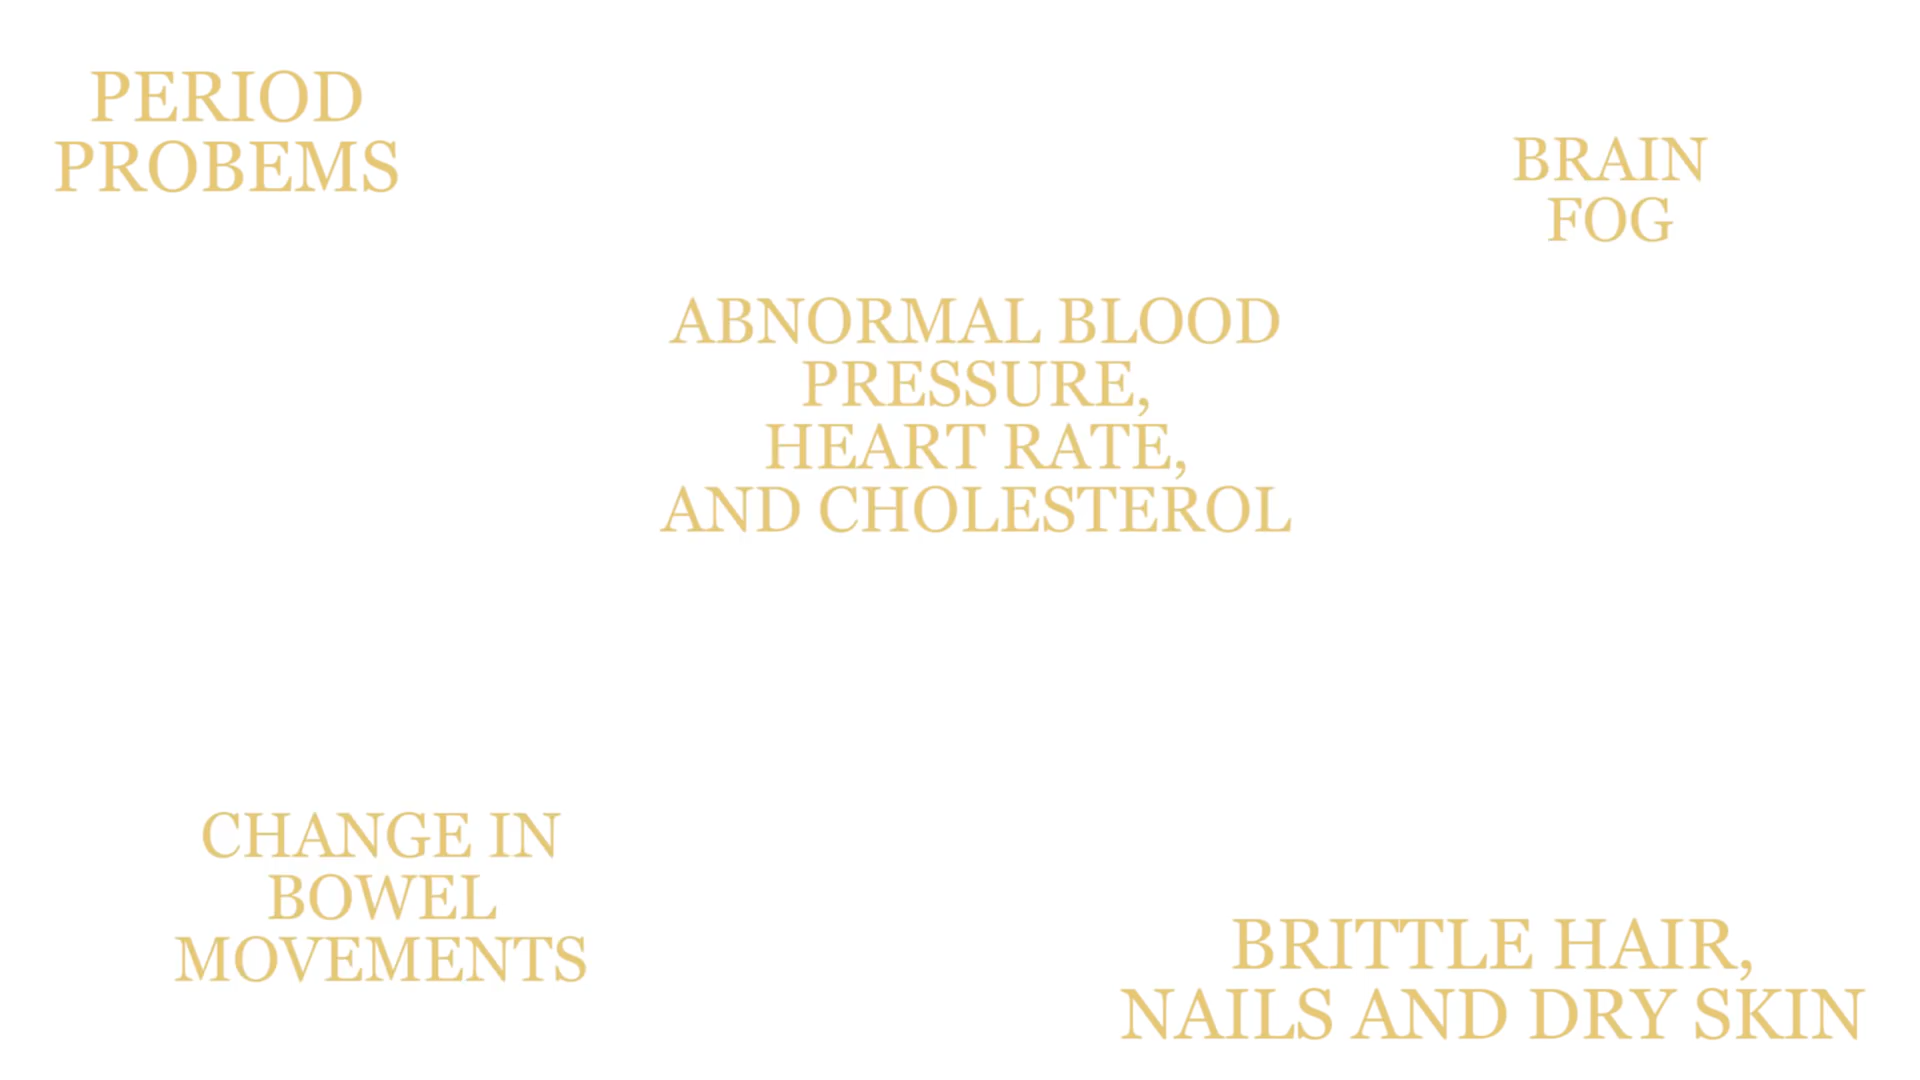 PERIOD
PROBEMS
BRAIN
FOG
ABNORMAL BLOOD
PRESSURE,
HEART RATE,
AND CHOLESTEROL
CHANGE IN
BOWEL
MOVEMENTS
BRITTLE HAIR,
NAILS AND DRY SKIN